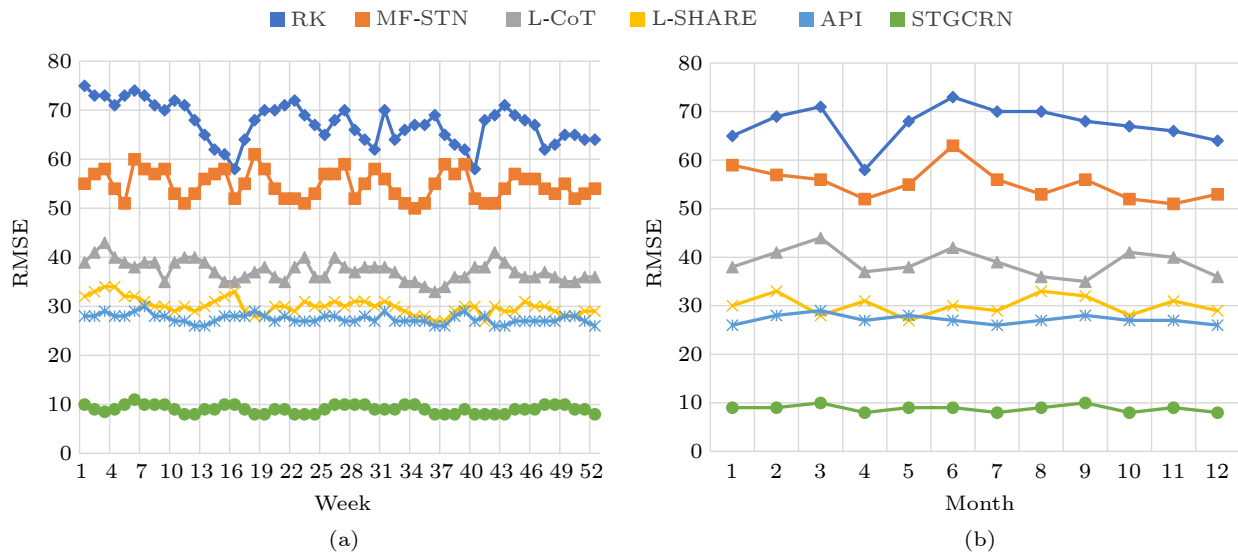 RK MF-STN L-CoT L-SHARE API STGCRN
80
70
60
50
40
30
20
10
0
RMSE
1 4 7 10 13 16 19 22 25 28 31 34 37 40 43 46 49 52
Week
(a)
80
70
60
50
40
30
20
10
0
RMSE
1 2 3 4 5 6 7 8 9 10 11 12
Month
(b)